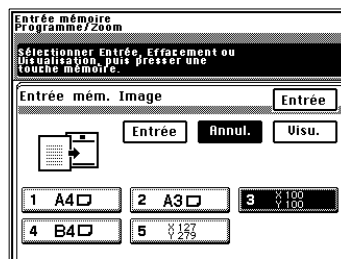 Entrée mémoire
Programme/Zoom
Sélectionner Entrée, Effacement ou
Visualisation, puis presser une
touche mémoire.
Entrée mém. Image
Entrée
Entrée Annul. Visu.
1 A4 2 A3 3 X 100 Y 100
4 B4 5 X 127 Y 279